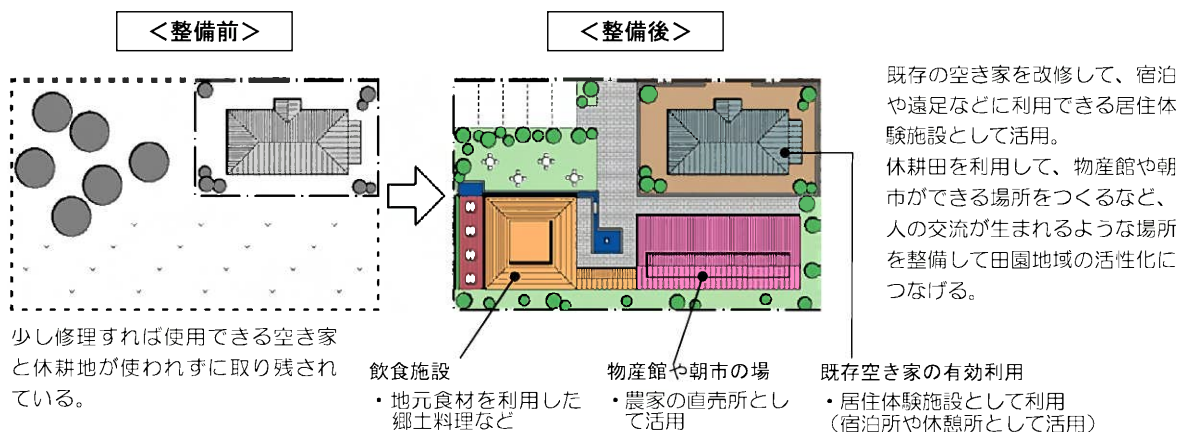 ＜整備前＞
＜整備後＞
既存の空き家を改修して、宿泊
や遠足などに利用できる居住体
験施設として活用。
休耕田を利用して、物産館や朝
市ができる場所をつくるなど、
人の交流が生まれるような場所
を整備して田園地域の活性化に
つなげる。
少し修理すれば使用できる空き家
と休耕地が使われずに取り残され
ている。
飲食施設
・地元食材を利用した
郷土料理など
物産館や朝市の場
・農家の直売所とし
て活用
既存空き家の有効利用
・居住体験施設として利用
（宿泊所や休憩所として活用）